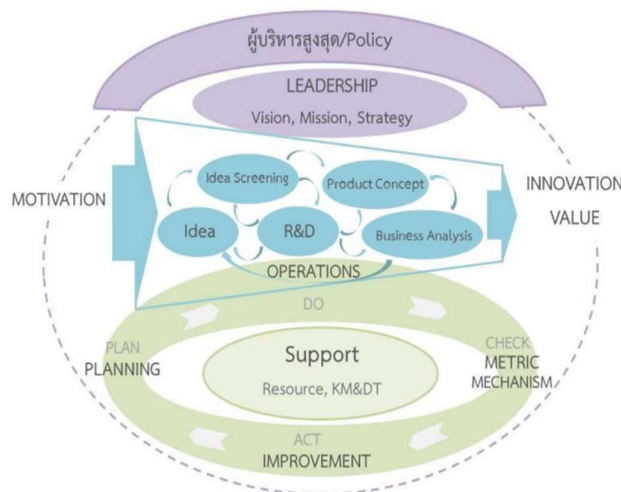 ผู้บริหารสูงสุด/Policy
LEADERSHIP
Vision, Mission, Strategy
Idea Screening
Product Concept
MOTIVATION
INNOVATION
VALUE
Idea
R&D
Business Analysis
OPERATIONS
DO
PLAN
PLANNING
Support
Resource, KM&DT
CHECK
METRIC
MECHANISM
ACT
IMPROVEMENT